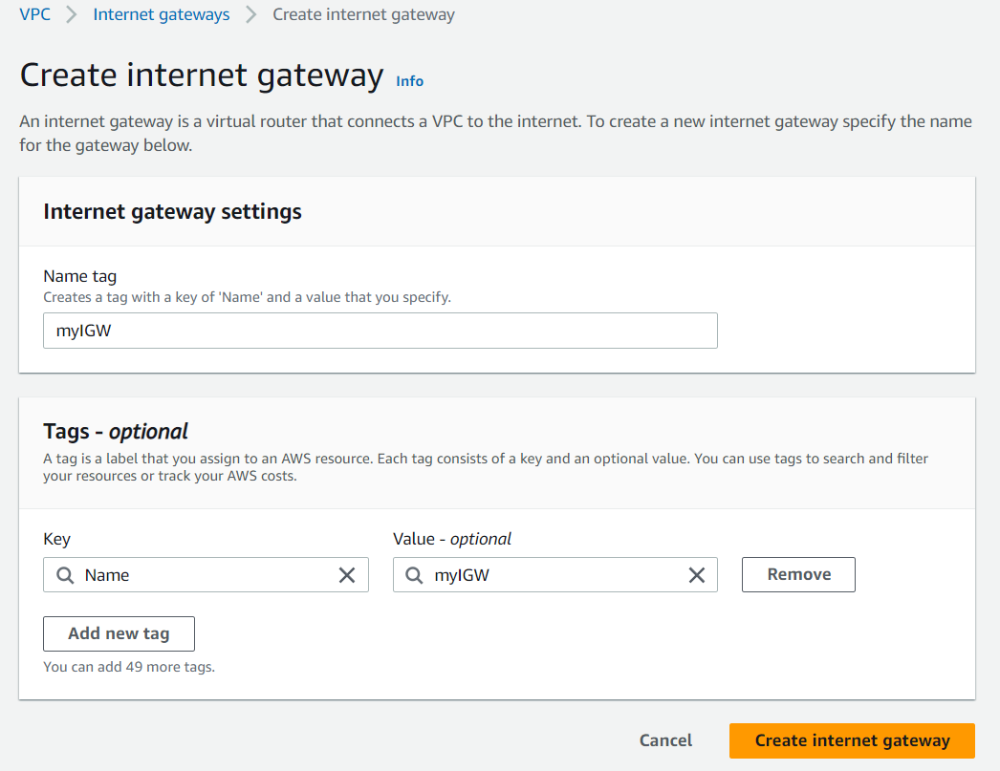 VPC > Internet gateways > Create internet gateway
Create internet gateway Info
An internet gateway is a virtual router that connects a VPC to the internet. To create a new internet gateway specify the name
for the gateway below.
Internet gateway settings
Name tag
Creates a tag with a key of 'Name' and a value that you specify.
myIGW
Tags - optional
A tag is a label that you assign to an AWS resource. Each tag consists of a key and an optional value. You can use tags to search and filter
your resources or track your AWS costs.
Key Value - optional
Name myIGW Remove
Add new tag
You can add 49 more tags.
Cancel Create internet gateway